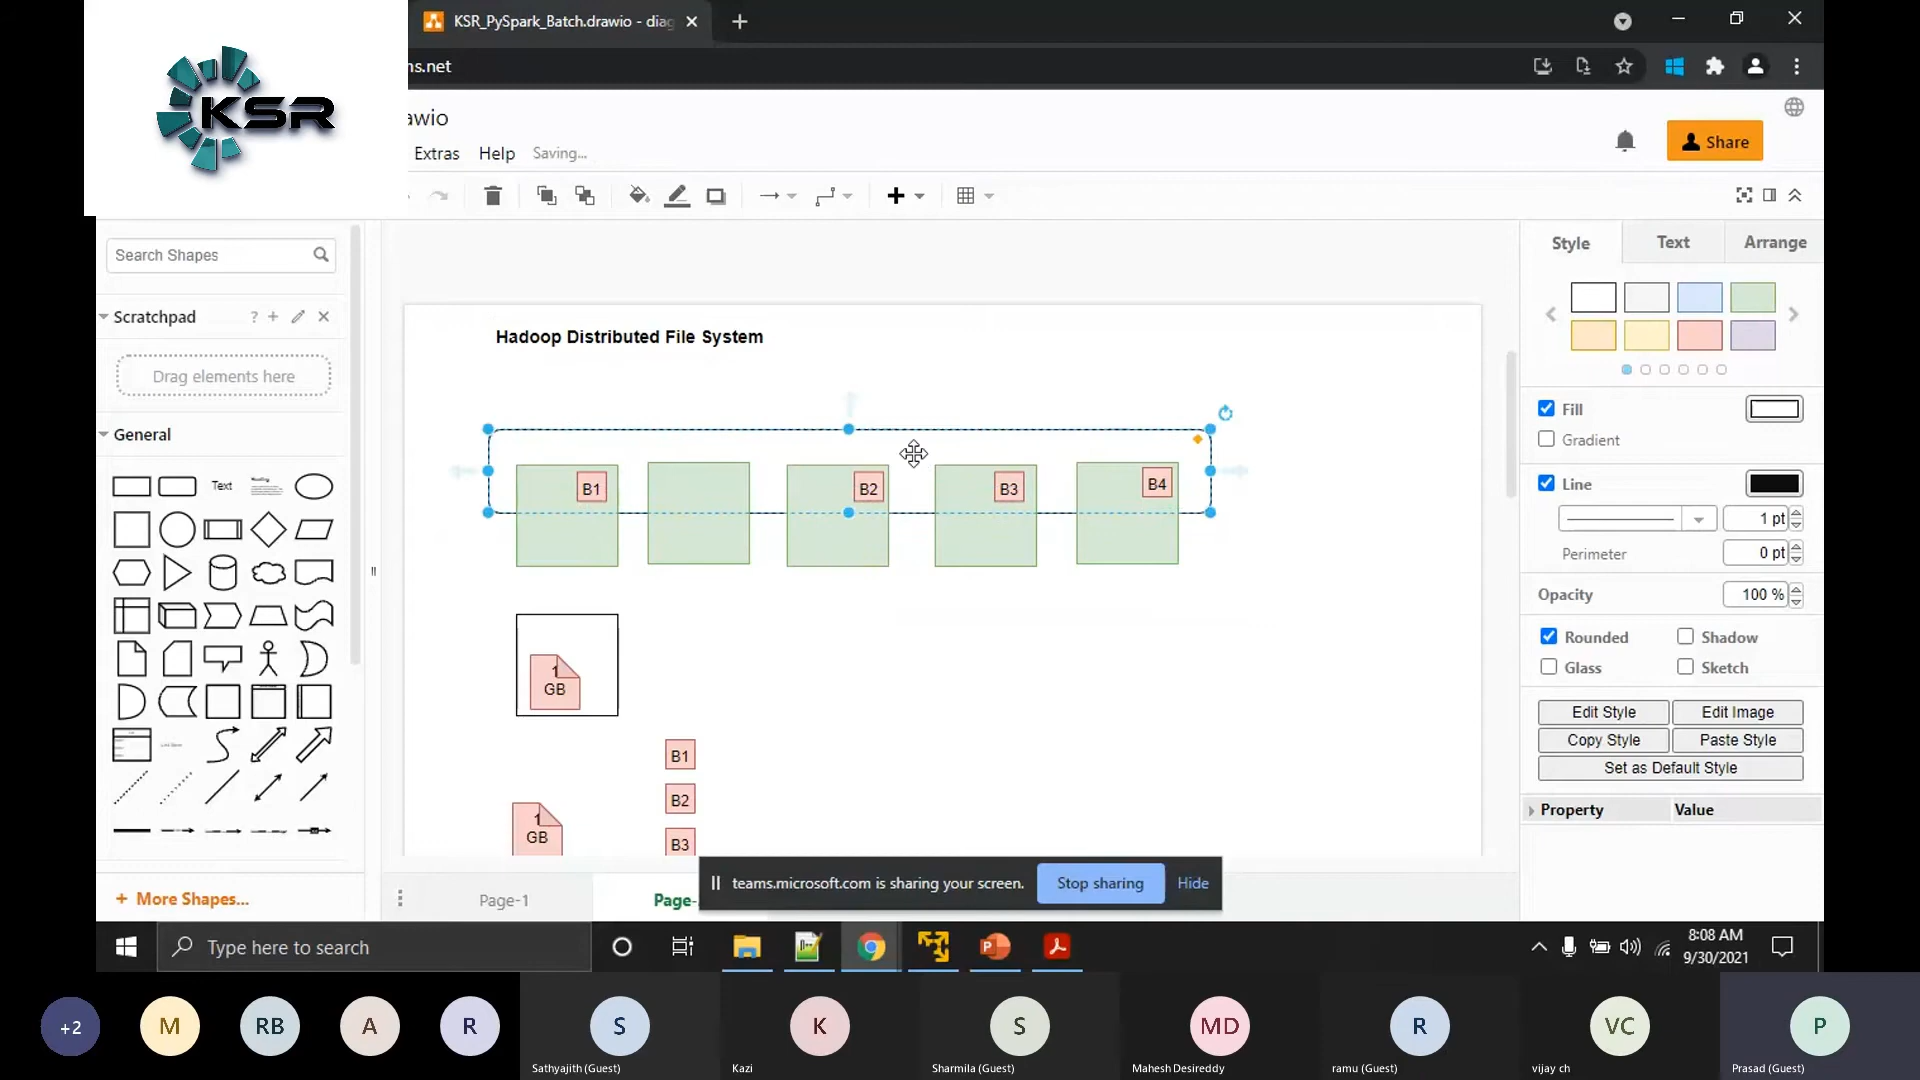 KSR_PySpark_Batch.drawio - diag
KSR
ns.net
awio
Extras Help Saving...
Share
Search Shapes
Scratchpad
Drag elements here
General
Text
Heading
More Shapes...
Hadoop Distributed File System
B1
B2
B3
B4
1
GB
B1
B2
B3
1
GB
Style Text Arrange
Fill
Gradient
Line
1 pt
Perimeter 0 pt
Opacity 100 %
Rounded Shadow
Glass Sketch
Edit Style Edit Image
Copy Style Paste Style
Set as Default Style
Property Value
Page-1 Page-
teams.microsoft.com is sharing your screen. Stop sharing Hide
Type here to search
8:08 AM
9/30/2021
+2 M RB A R S K S MD R VC P
Sathyajith (Guest) Kazi Sharmila (Guest) Mahesh Desireddy ramu (Guest) vijay ch Prasad (Guest)